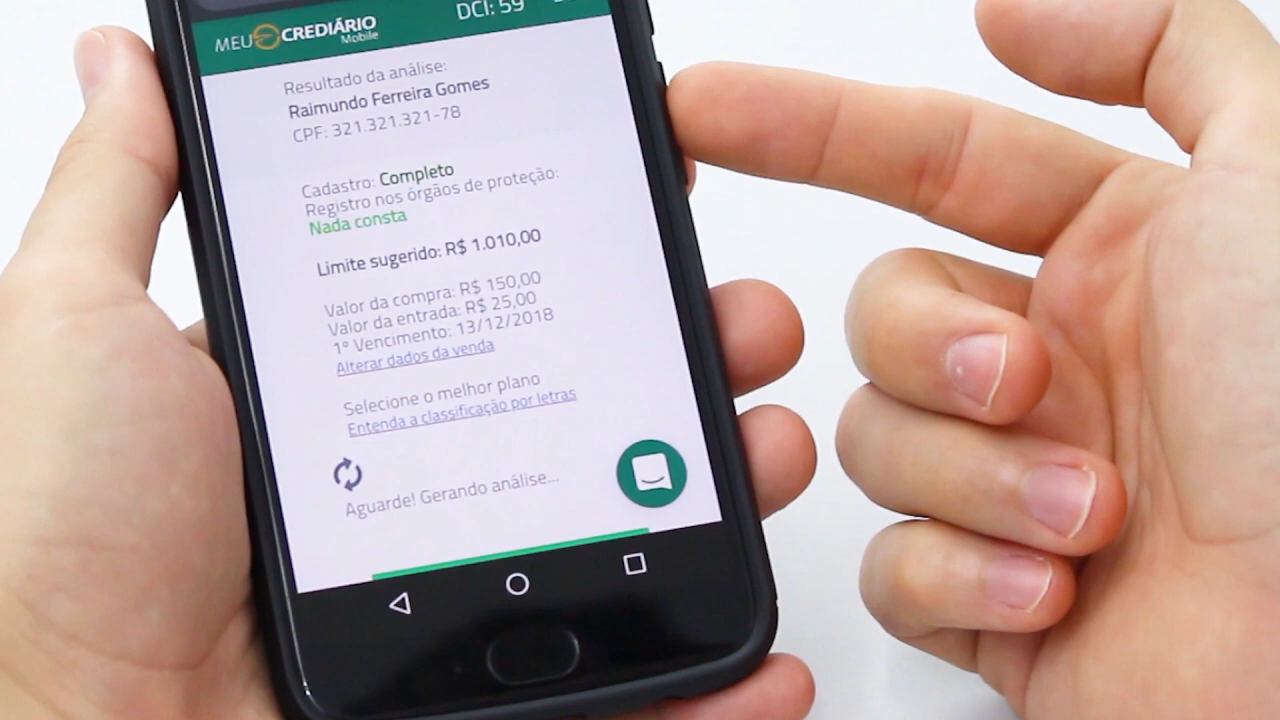 MEU CREDIÁRIO
Mobile
DCI: 59
Resultado da análise:
Raimundo Ferreira Gomes
CPF: 321.321.321-78
Cadastro: Completo
Registro nos órgãos de proteção:
Nada consta
Limite sugerido: R$ 1.010,00
Valor da compra: R$ 150,00
Valor da entrada: R$ 25,00
1º Vencimento: 13/12/2018
Alterar dados da venda
Selecione o melhor plano
Entenda a classificação por letras
Aguarde! Gerando análise...